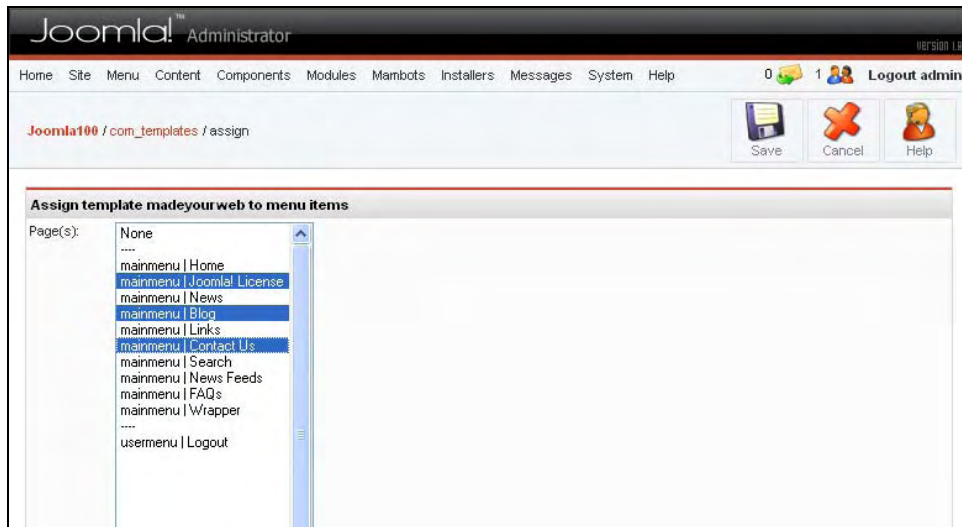 Joomla!™ Administrator
version 1.0
Home Site Menu Content Components Modules Mambots Installers Messages System Help 0 1 Logout admin
Joomla100 / com_templates / assign
Save Cancel Help
Assign template madeyourweb to menu items
Page(s):
None
----
mainmenu | Home
mainmenu | Joomla! License
mainmenu | News
mainmenu | Blog
mainmenu | Links
mainmenu | Contact Us
mainmenu | Search
mainmenu | News Feeds
mainmenu | FAQs
mainmenu | Wrapper
----
usermenu | Logout